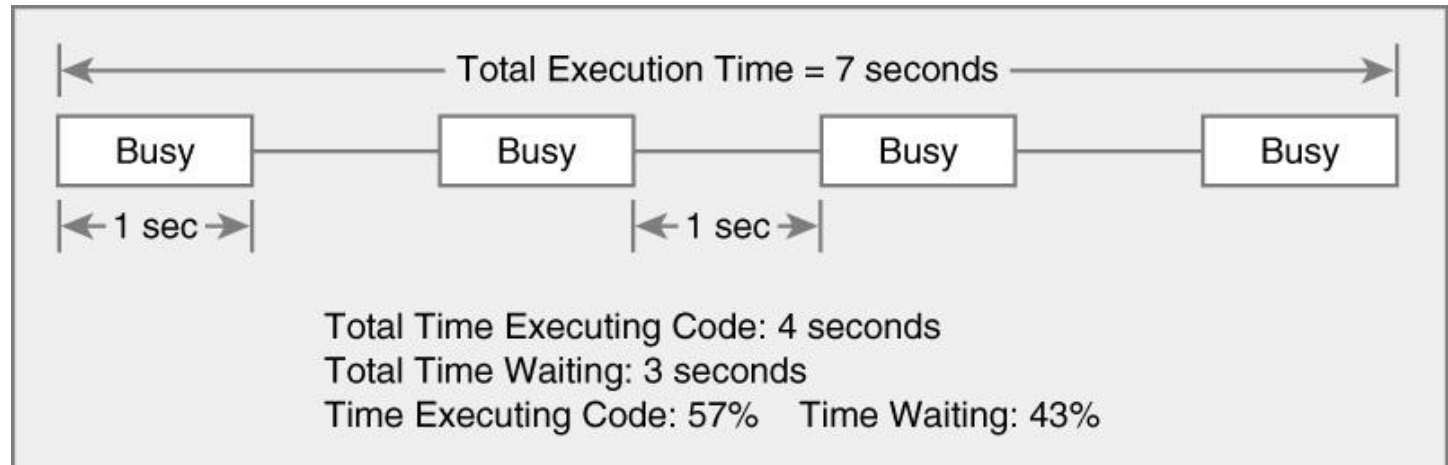 Total Execution Time = 7 seconds
Busy Busy Busy Busy
1 sec 1 sec
Total Time Executing Code: 4 seconds
Total Time Waiting: 3 seconds
Time Executing Code: 57% Time Waiting: 43%